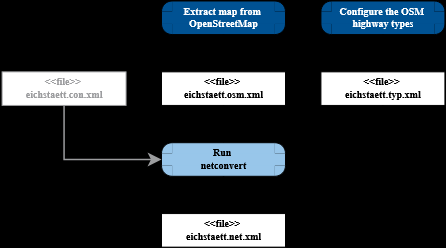 Extract map from
OpenStreetMap
Configure the OSM
highway types
<<file>>
eichstaett.con.xml
<<file>>
eichstaett.osm.xml
<<file>>
eichstaett.typ.xml
Run
netconvert
<<file>>
eichstaett.net.xml